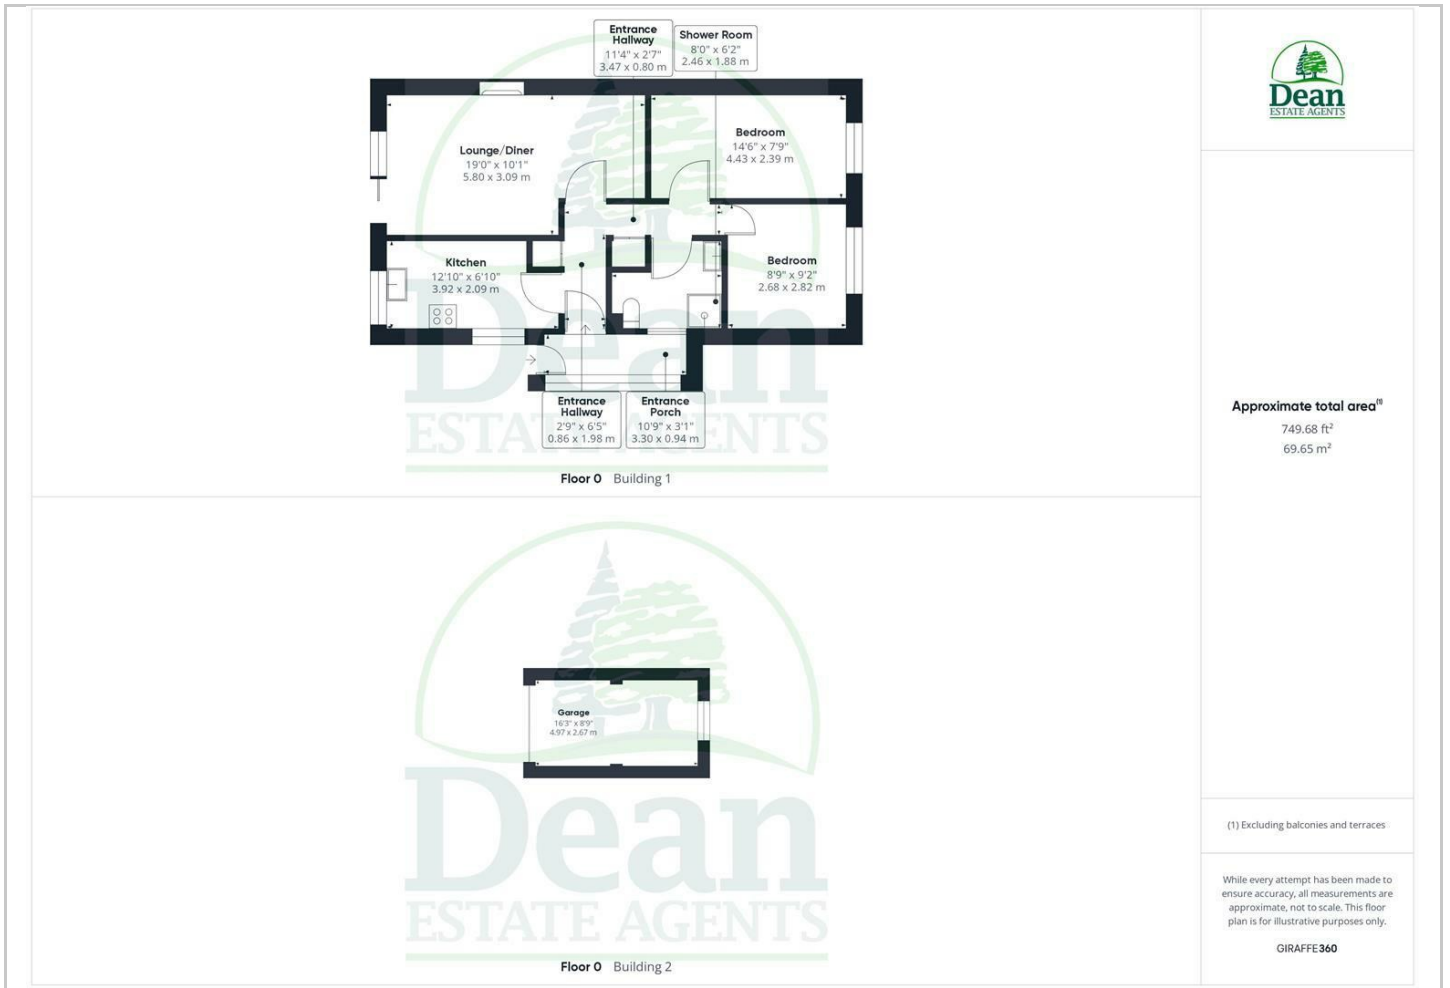 Entrance
Hallway
11'4" x 2'7"
3.47 x 0.80 m
Shower Room
8'0" x 6'2"
2.46 x 1.88 m
Lounge/Diner
19'0" x 10'1"
5.80 x 3.09 m
Bedroom
14'6" x 7'9"
4.43 x 2.39 m
Kitchen
12'10" x 6'10"
3.92 x 2.09 m
Bedroom
8'9" x 9'2"
2.68 x 2.82 m
Entrance
Hallway
2'9" x 6'5"
0.86 x 1.98 m
Entrance
Porch
10'9" x 3'1"
3.30 x 0.94 m
Dean
ESTATE AGENTS
Floor 0 Building 1
Garage
16'3" x 8'9"
4.97 x 2.67 m
Dean
ESTATE AGENTS
Floor 0 Building 2
Dean
ESTATE AGENTS
Approximate total area(1)
749.68 ft²
69.65 m²
(1) Excluding balconies and terraces
While every attempt has been made to
ensure accuracy, all measurements are
approximate, not to scale. This floor
plan is for illustrative purposes only.
GIRAFFE360